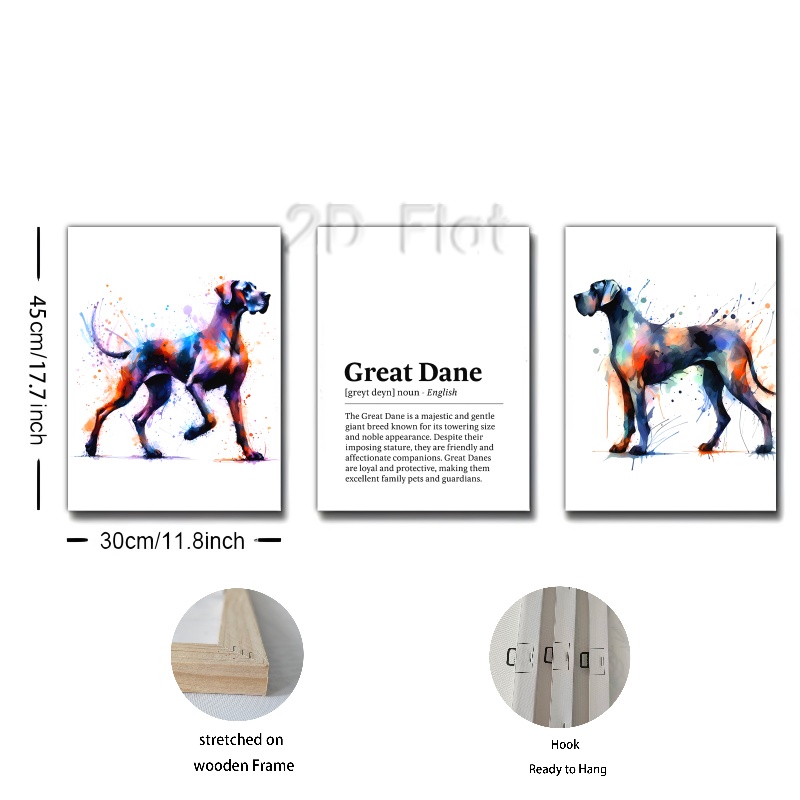 2D Flat
45cm/17.7inch
Great Dane
[greyt deyn] noun · English
The Great Dane is a majestic and gentle
giant breed known for its towering size
and noble appearance. Despite their
imposing stature, they are friendly and
affectionate companions. Great Danes
are loyal and protective, making them
excellent family pets and guardians.
30cm/11.8inch
stretched on
wooden Frame
Hook
Ready to Hang